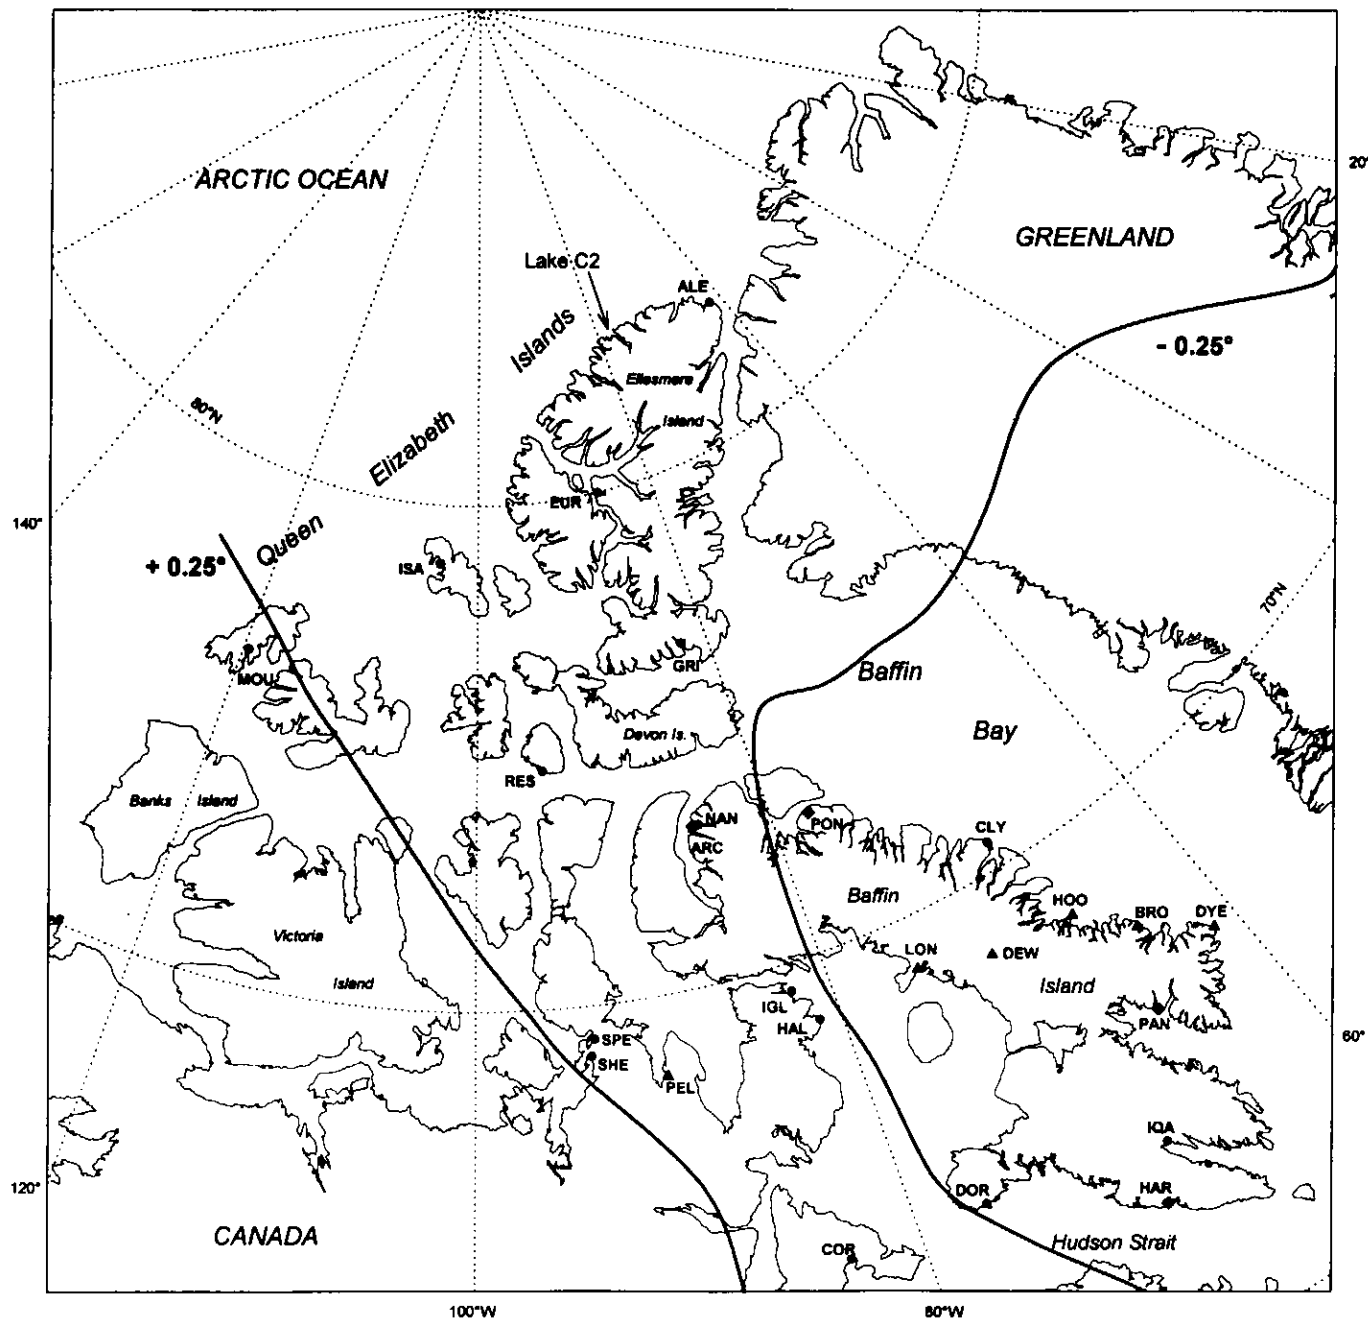 20°
ARCTIC OCEAN
GREENLAND
Lake C2
ALE
Islands
- 0.25°
Ellesmere
80°N
Island
Elizabeth
EUR
140°
Queen
+ 0.25°
ISA
70°N
GRI
MOU
Baffin
Devon Is.
Bay
RES
Banks Island
NAN
PON
CLY
ARC
Baffin
HOO
BRO
DYE
Victoria
LON
DEW
Island
Island
IGL
PAN
HAL
60°
SPE
SHE
PEL
IQA
120°
DOR
HAR
CANADA
COR
Hudson Strait
100°W
80°W